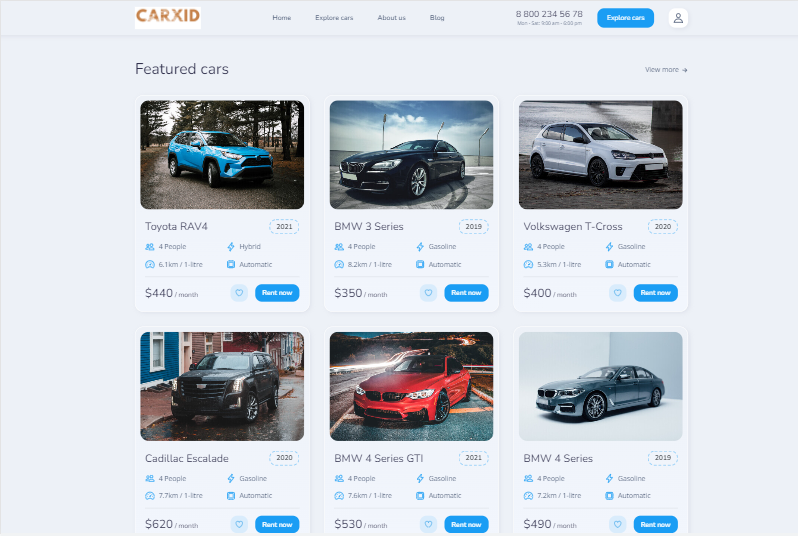 CARXID
Home Explore cars About us Blog
8 800 234 56 78
Mon - Sat: 9:00 am - 6:00 pm
Explore cars
Featured cars
View more →
Toyota RAV4 2021
4 People Hybrid
6.1km / 1-litre Automatic
$440 / month Rent now
BMW 3 Series 2019
4 People Gasoline
8.2km / 1-litre Automatic
$350 / month Rent now
Volkswagen T-Cross 2020
4 People Gasoline
5.3km / 1-litre Automatic
$400 / month Rent now
Cadillac Escalade 2020
4 People Gasoline
7.7km / 1-litre Automatic
$620 / month Rent now
BMW 4 Series GTI 2021
4 People Gasoline
7.6km / 1-litre Automatic
$530 / month Rent now
BMW 4 Series 2019
4 People Gasoline
7.2km / 1-litre Automatic
$490 / month Rent now